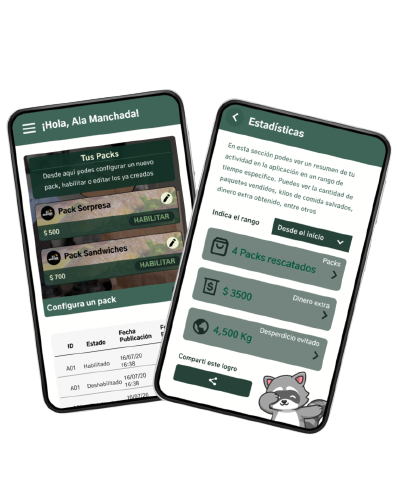 ¡Hola, Ala Manchada!
Tus Packs
Desde aquí podes configurar un nuevo
pack, habilitar o editar los ya creados
Pack Sorpresa
HABILITAR
$ 500
Pack Sandwiches
HABILITAR
$ 700
Configura un pack
ID Estado Fecha
Publicación
A01 Habilitado 16/07/20
16:38
A01 Deshabilitado 16/07/20
16:38
Estadísticas
En esta sección podes ver un resumen de tu
actividad en la aplicación en un rango de
tiempo específico. Puedes ver la cantidad de
paquetes vendidos, kilos de comida salvados,
dinero extra obtenido, entre otros
Indica el rango
Desde el inicio
Packs
4 Packs rescatados
Dinero extra
$ 3500
Desperdicio evitado
4,500 Kg
Compartí este logro